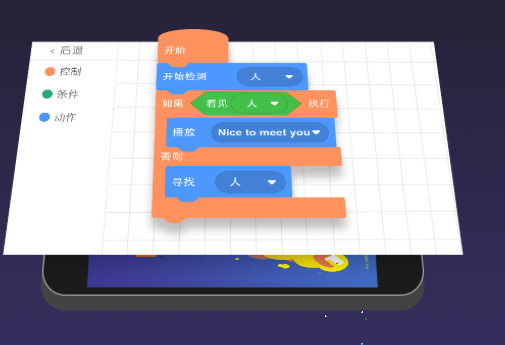 < 后退
控制
条件
动作
开始
开始检测 人
如果 看见 人 执行
播放 Nice to meet you
否则
寻找 人